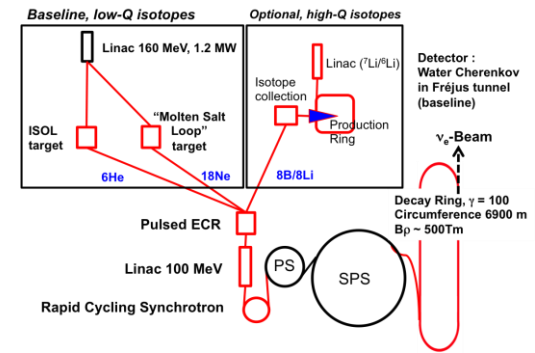 Baseline, low-Q isotopes
Optional, high-Q isotopes
Linac 160 MeV, 1.2 MW
ISOL
target
“Molten Salt
Loop”
target
6He
18Ne
Linac (⁷Li/⁶Li)
Isotope
collection
Production
Ring
8B/8Li
Detector :
Water Cherenkov
in Fréjus tunnel
(baseline)
νe-Beam
Decay Ring, γ = 100
Circumference 6900 m
Bρ ~ 500Tm
Pulsed ECR
Linac 100 MeV
Rapid Cycling Synchrotron
PS
SPS